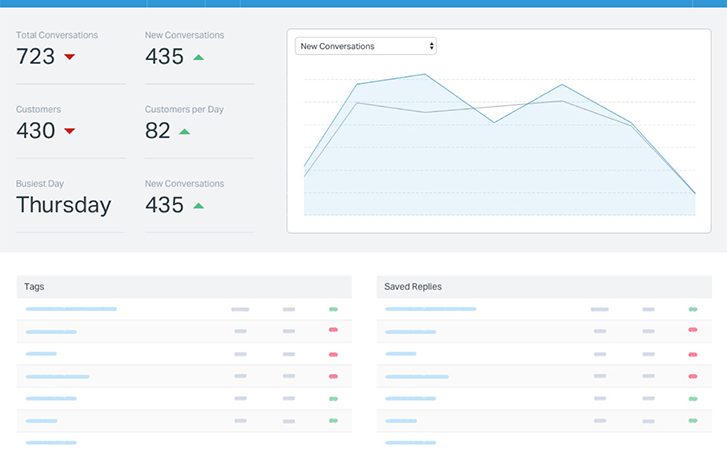 Total Conversations
723
New Conversations
435
Customers
430
Customers per Day
82
Busiest Day
Thursday
New Conversations
435
New Conversations
Tags
Saved Replies